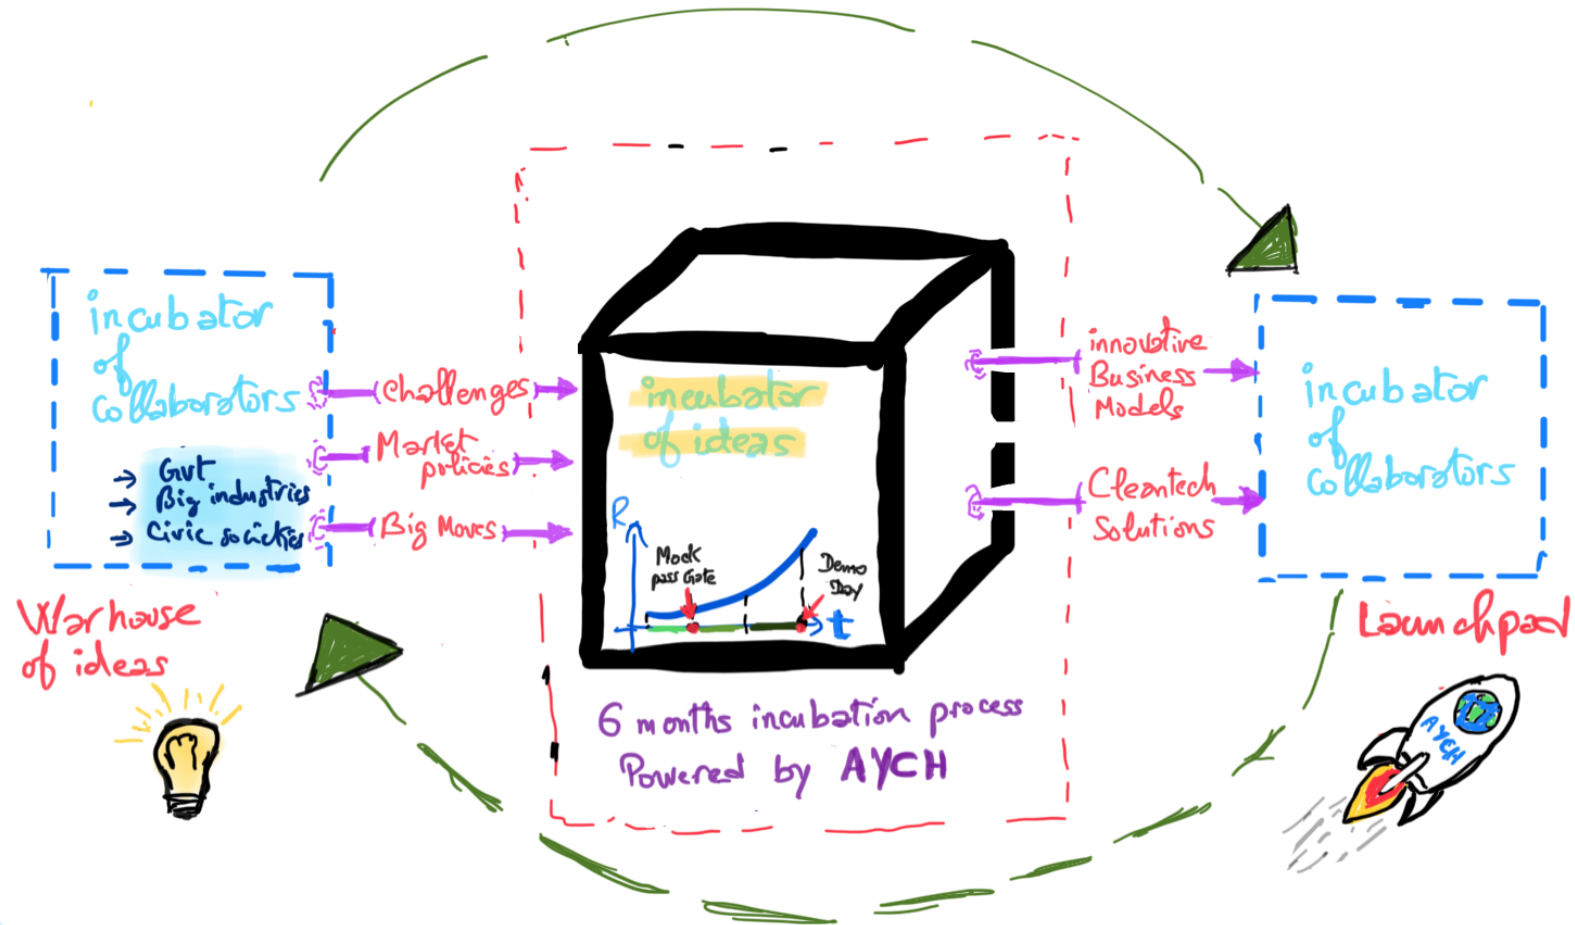 incubator
of
collaborators
Gvt
Big industries
Civic societies
Warhouse
of ideas
Challenges
Market
policies
Big Moves
incubator
of ideas
R
Mock
pass Gate
Demo
Day
t
6 months incubation process
Powered by AYCH
innovative
Business
Models
Cleantech
Solutions
incubator
of
collaborators
Launchpad
AYCH